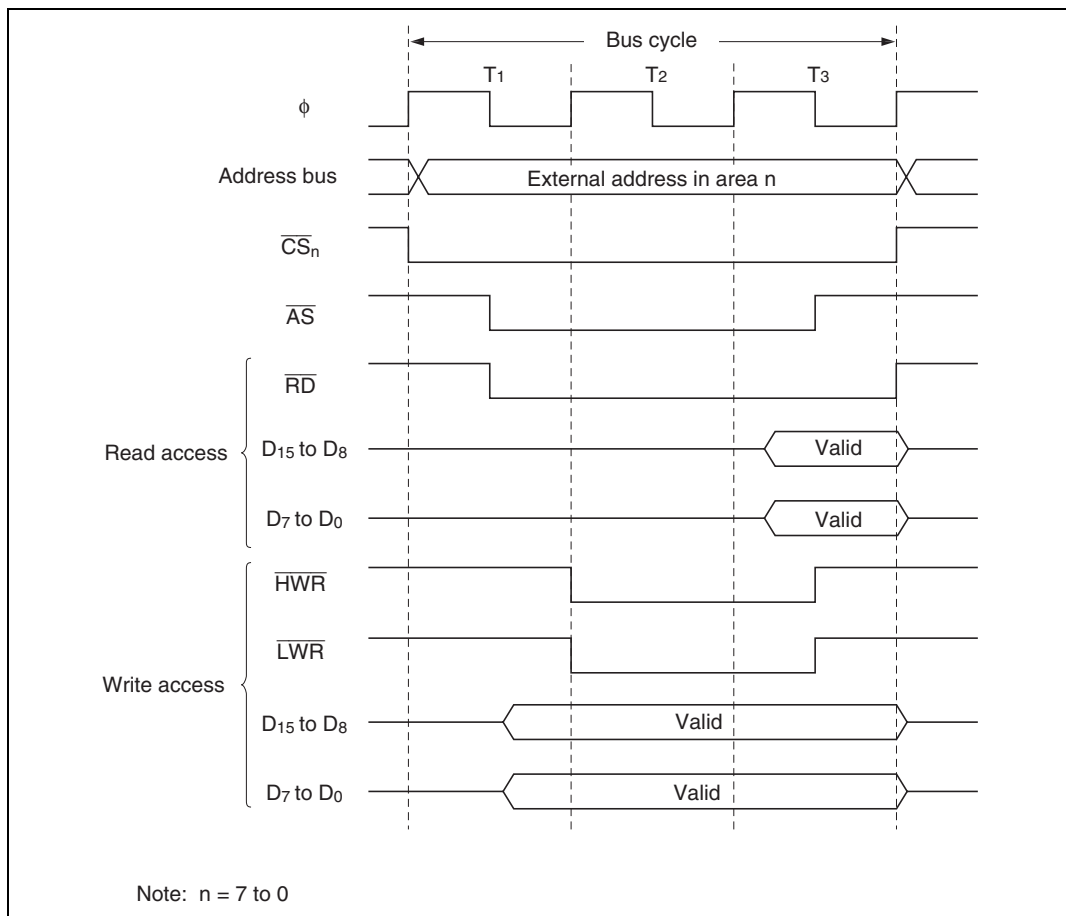 Bus cycle
T1 T2 T3
ϕ
Address bus External address in area n
CSn
AS
RD
Read access
D15 to D8 Valid
D7 to D0 Valid
HWR
LWR
Write access
D15 to D8 Valid
D7 to D0 Valid
Note: n = 7 to 0